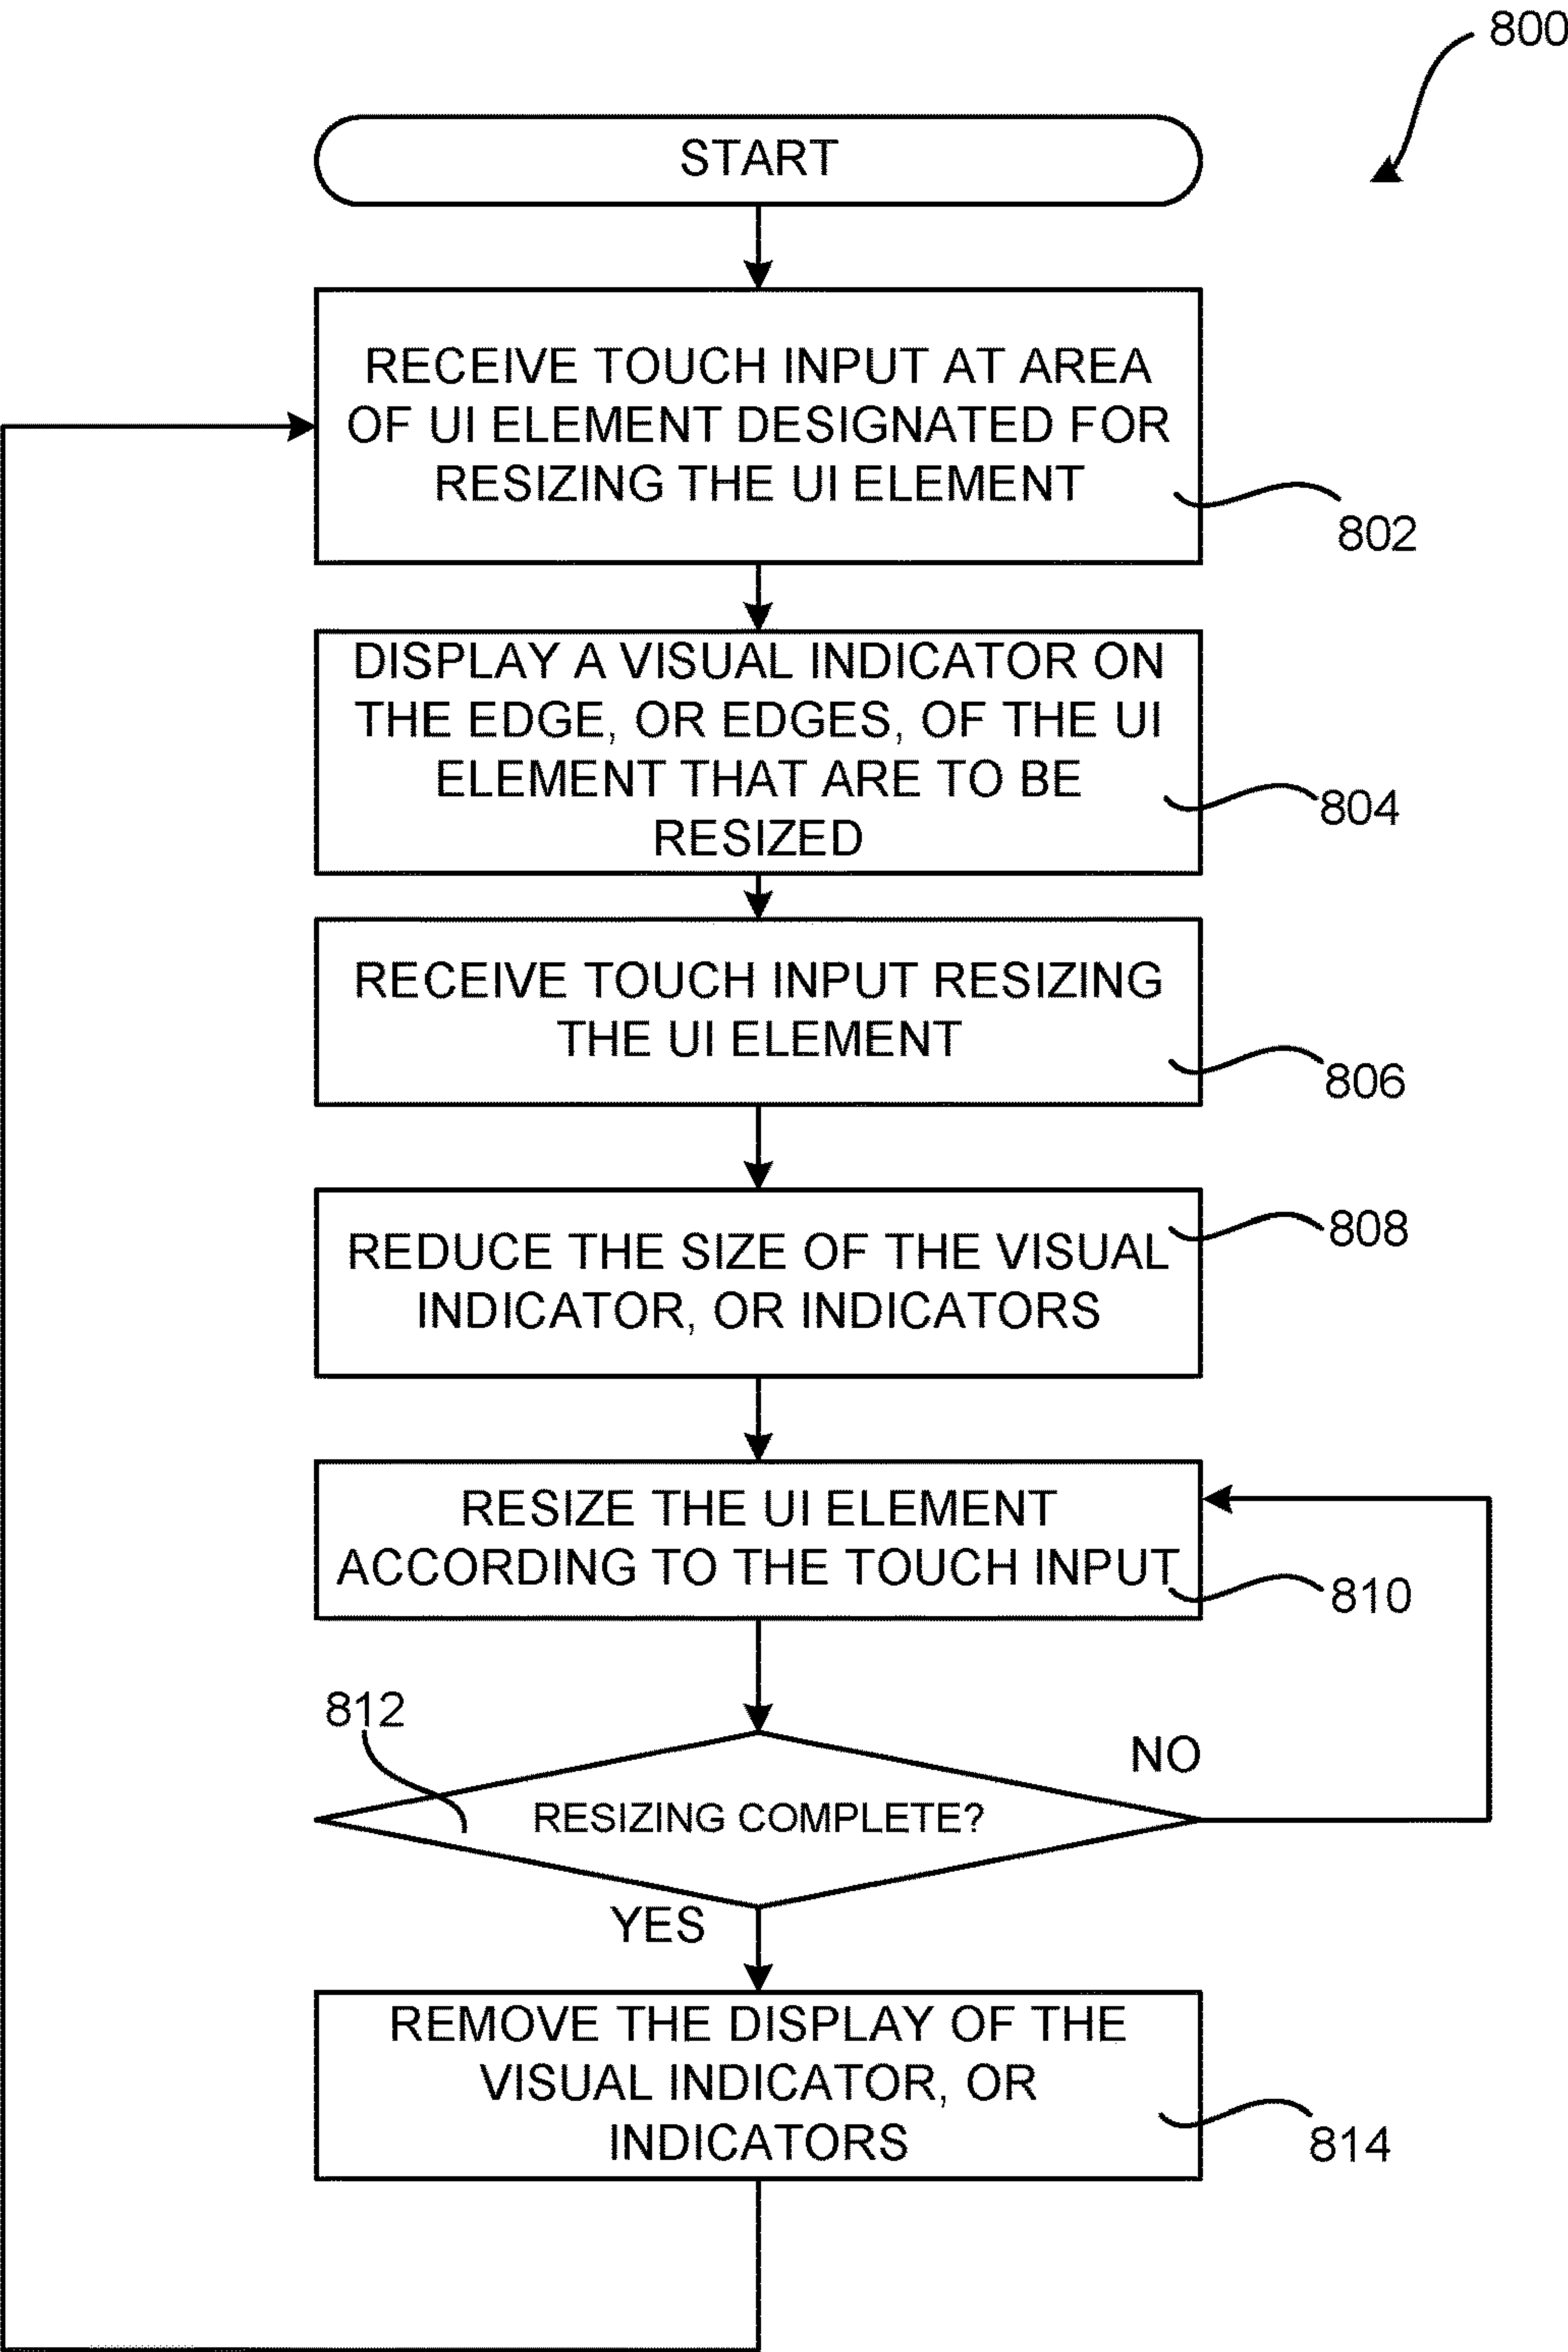 800
START
RECEIVE TOUCH INPUT AT AREA
OF UI ELEMENT DESIGNATED FOR
RESIZING THE UI ELEMENT
802
DISPLAY A VISUAL INDICATOR ON
THE EDGE, OR EDGES, OF THE UI
ELEMENT THAT ARE TO BE
RESIZED
804
RECEIVE TOUCH INPUT RESIZING
THE UI ELEMENT
806
REDUCE THE SIZE OF THE VISUAL
INDICATOR, OR INDICATORS
808
RESIZE THE UI ELEMENT
ACCORDING TO THE TOUCH INPUT
810
812
NO
RESIZING COMPLETE?
YES
REMOVE THE DISPLAY OF THE
VISUAL INDICATOR, OR
INDICATORS
814